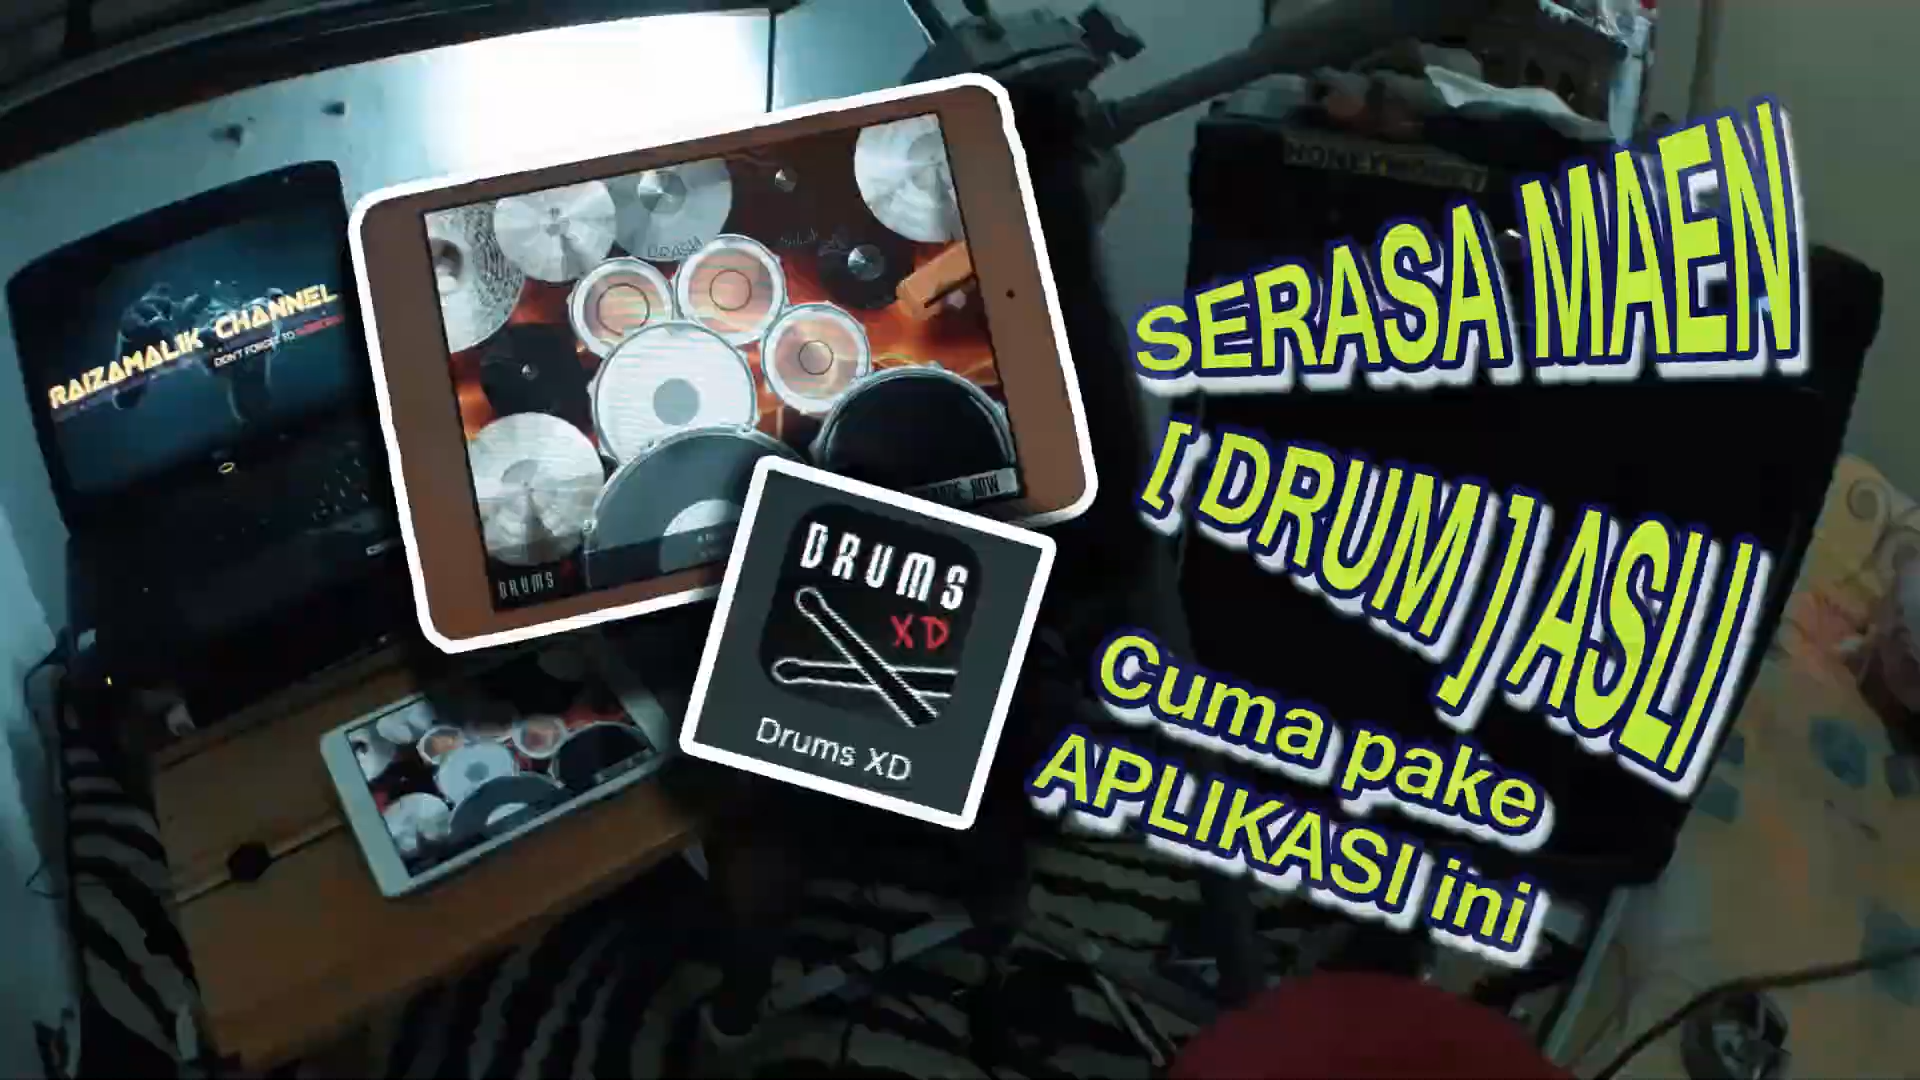 SERASA MAEN
[ DRUM ] ASLI
Cuma pake
APLIKASI ini
RAIZAMALIK CHANNEL
DON'T FORGET TO
DRUMS
DRUMS
XD
Drums XD